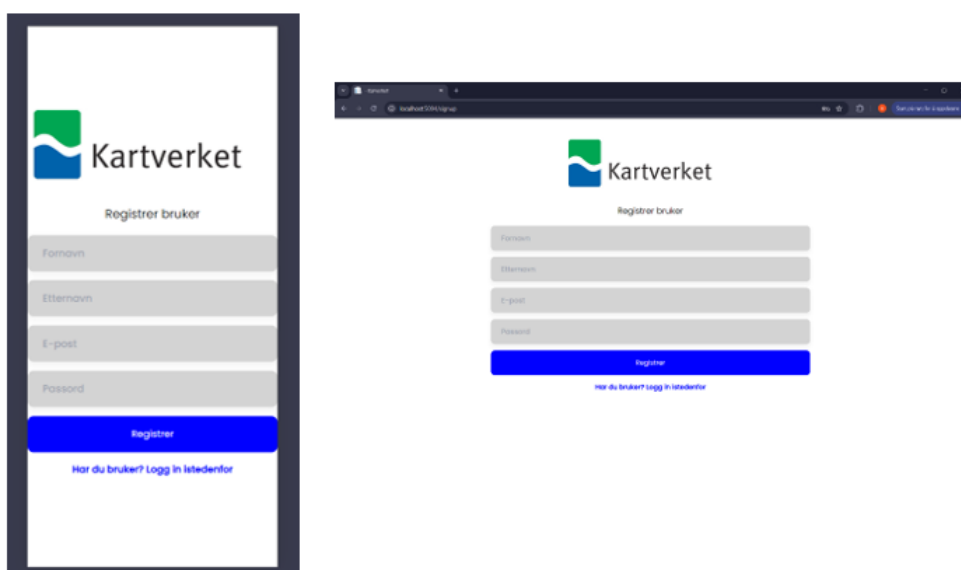 Kartverket
Registrer bruker
Fornavn
Etternavn
E-post
Passord
Registrer
Har du bruker? Logg in istedenfor
Kartverket
Registrer bruker
Fornavn
Etternavn
E-post
Passord
Registrer
Har du bruker? Logg in istedenfor